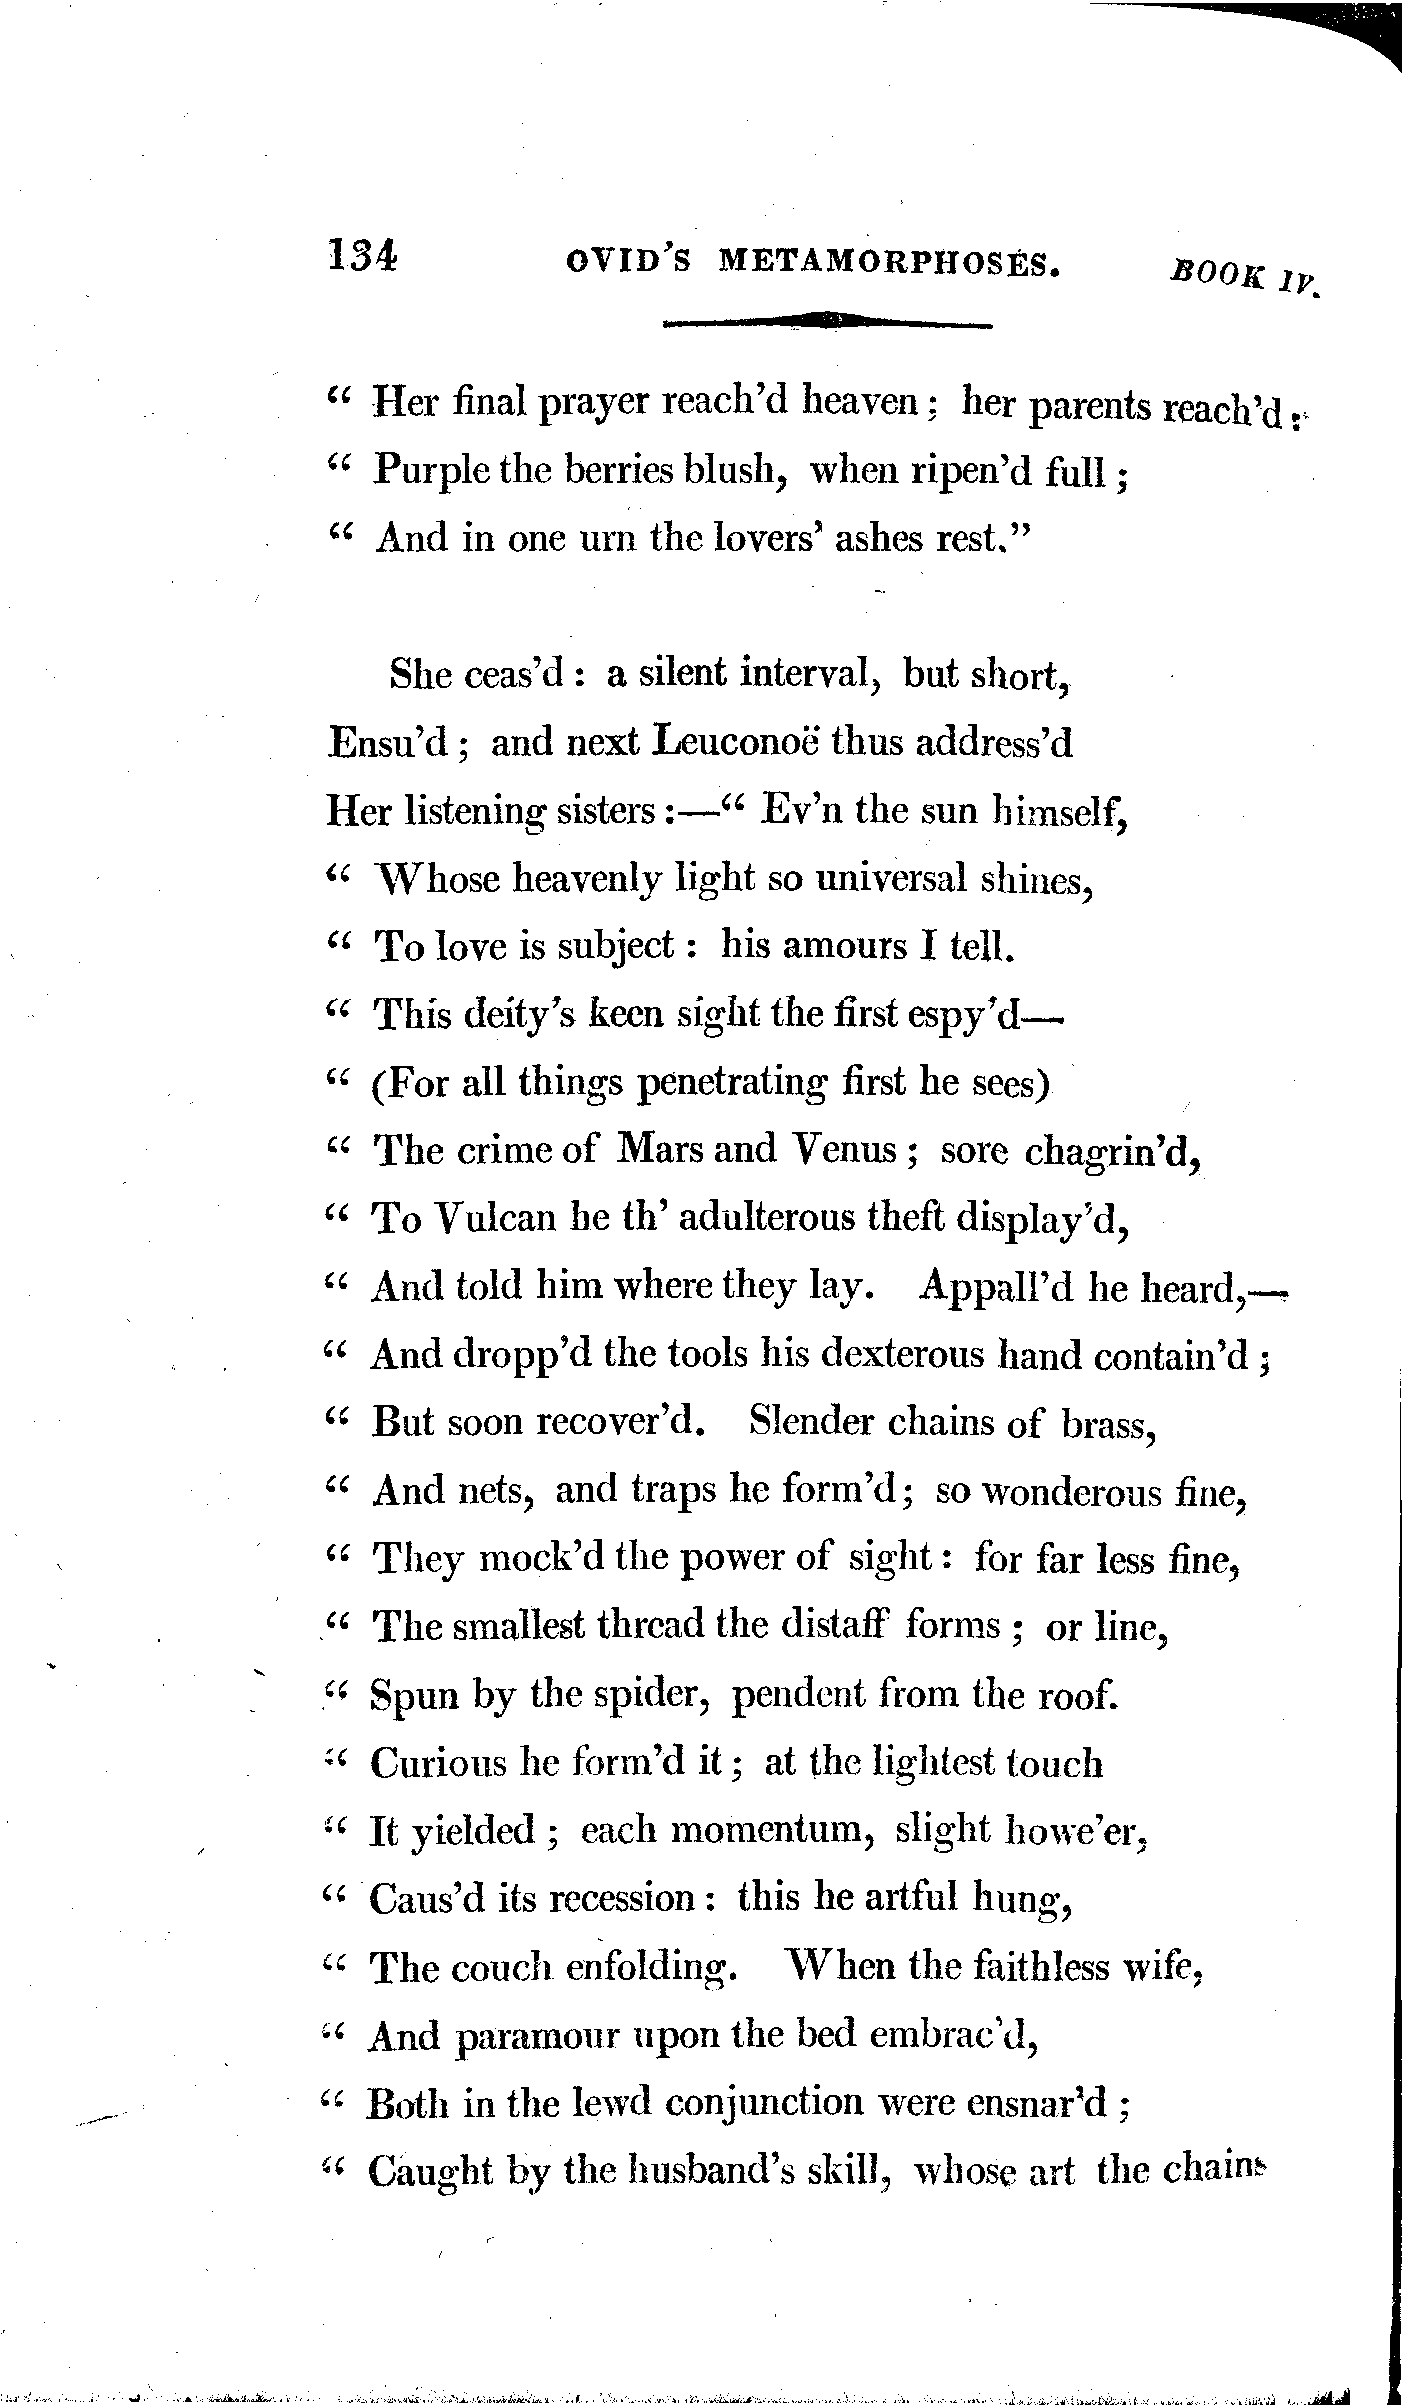 134 OVID'S METAMORPHOSES. BOOK IV.
“ Her final prayer reach'd heaven ; her parents reach'd :
“ Purple the berries blush, when ripen'd full ;
“ And in one urn the lovers' ashes rest.”
She ceas'd : a silent interval, but short,
Ensu'd ; and next Leuconoë thus address'd
Her listening sisters :—“ Ev'n the sun himself,
“ Whose heavenly light so universal shines,
“ To love is subject : his amours I tell.
“ This deity's keen sight the first espy'd—
“ (For all things penetrating first he sees)
“ The crime of Mars and Venus ; sore chagrin'd,
“ To Vulcan he th' adulterous theft display'd,
“ And told him where they lay. Appall'd he heard,—
“ And dropp'd the tools his dexterous hand contain'd ;
“ But soon recover'd. Slender chains of brass,
“ And nets, and traps he form'd ; so wonderous fine,
“ They mock'd the power of sight : for far less fine,
“ The smallest thread the distaff forms ; or line,
“ Spun by the spider, pendent from the roof.
“ Curious he form'd it ; at the lightest touch
“ It yielded ; each momentum, slight howe'er,
“ Caus'd its recession : this he artful hung,
“ The couch enfolding. When the faithless wife,
“ And paramour upon the bed embrac'd,
“ Both in the lewd conjunction were ensnar'd ;
“ Caught by the husband's skill, whose art the chains